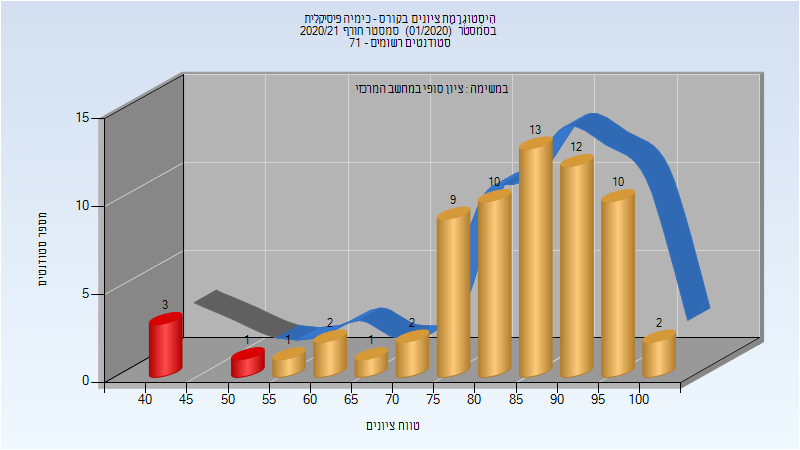 היסטוגרמת ציונים בקורס - כימיה פיסיקלית
בסמסטר (01/2020) סמסטר חורף 2020/21
סטודנטים רשומים - 71
במשימה : ציון סופי במחשב המרכזי
מספר סטודנטים
15
10
5
0
3
1
1
2
1
2
9
10
13
12
10
2
40 45 50 55 60 65 70 75 80 85 90 95 100
טווח ציונים